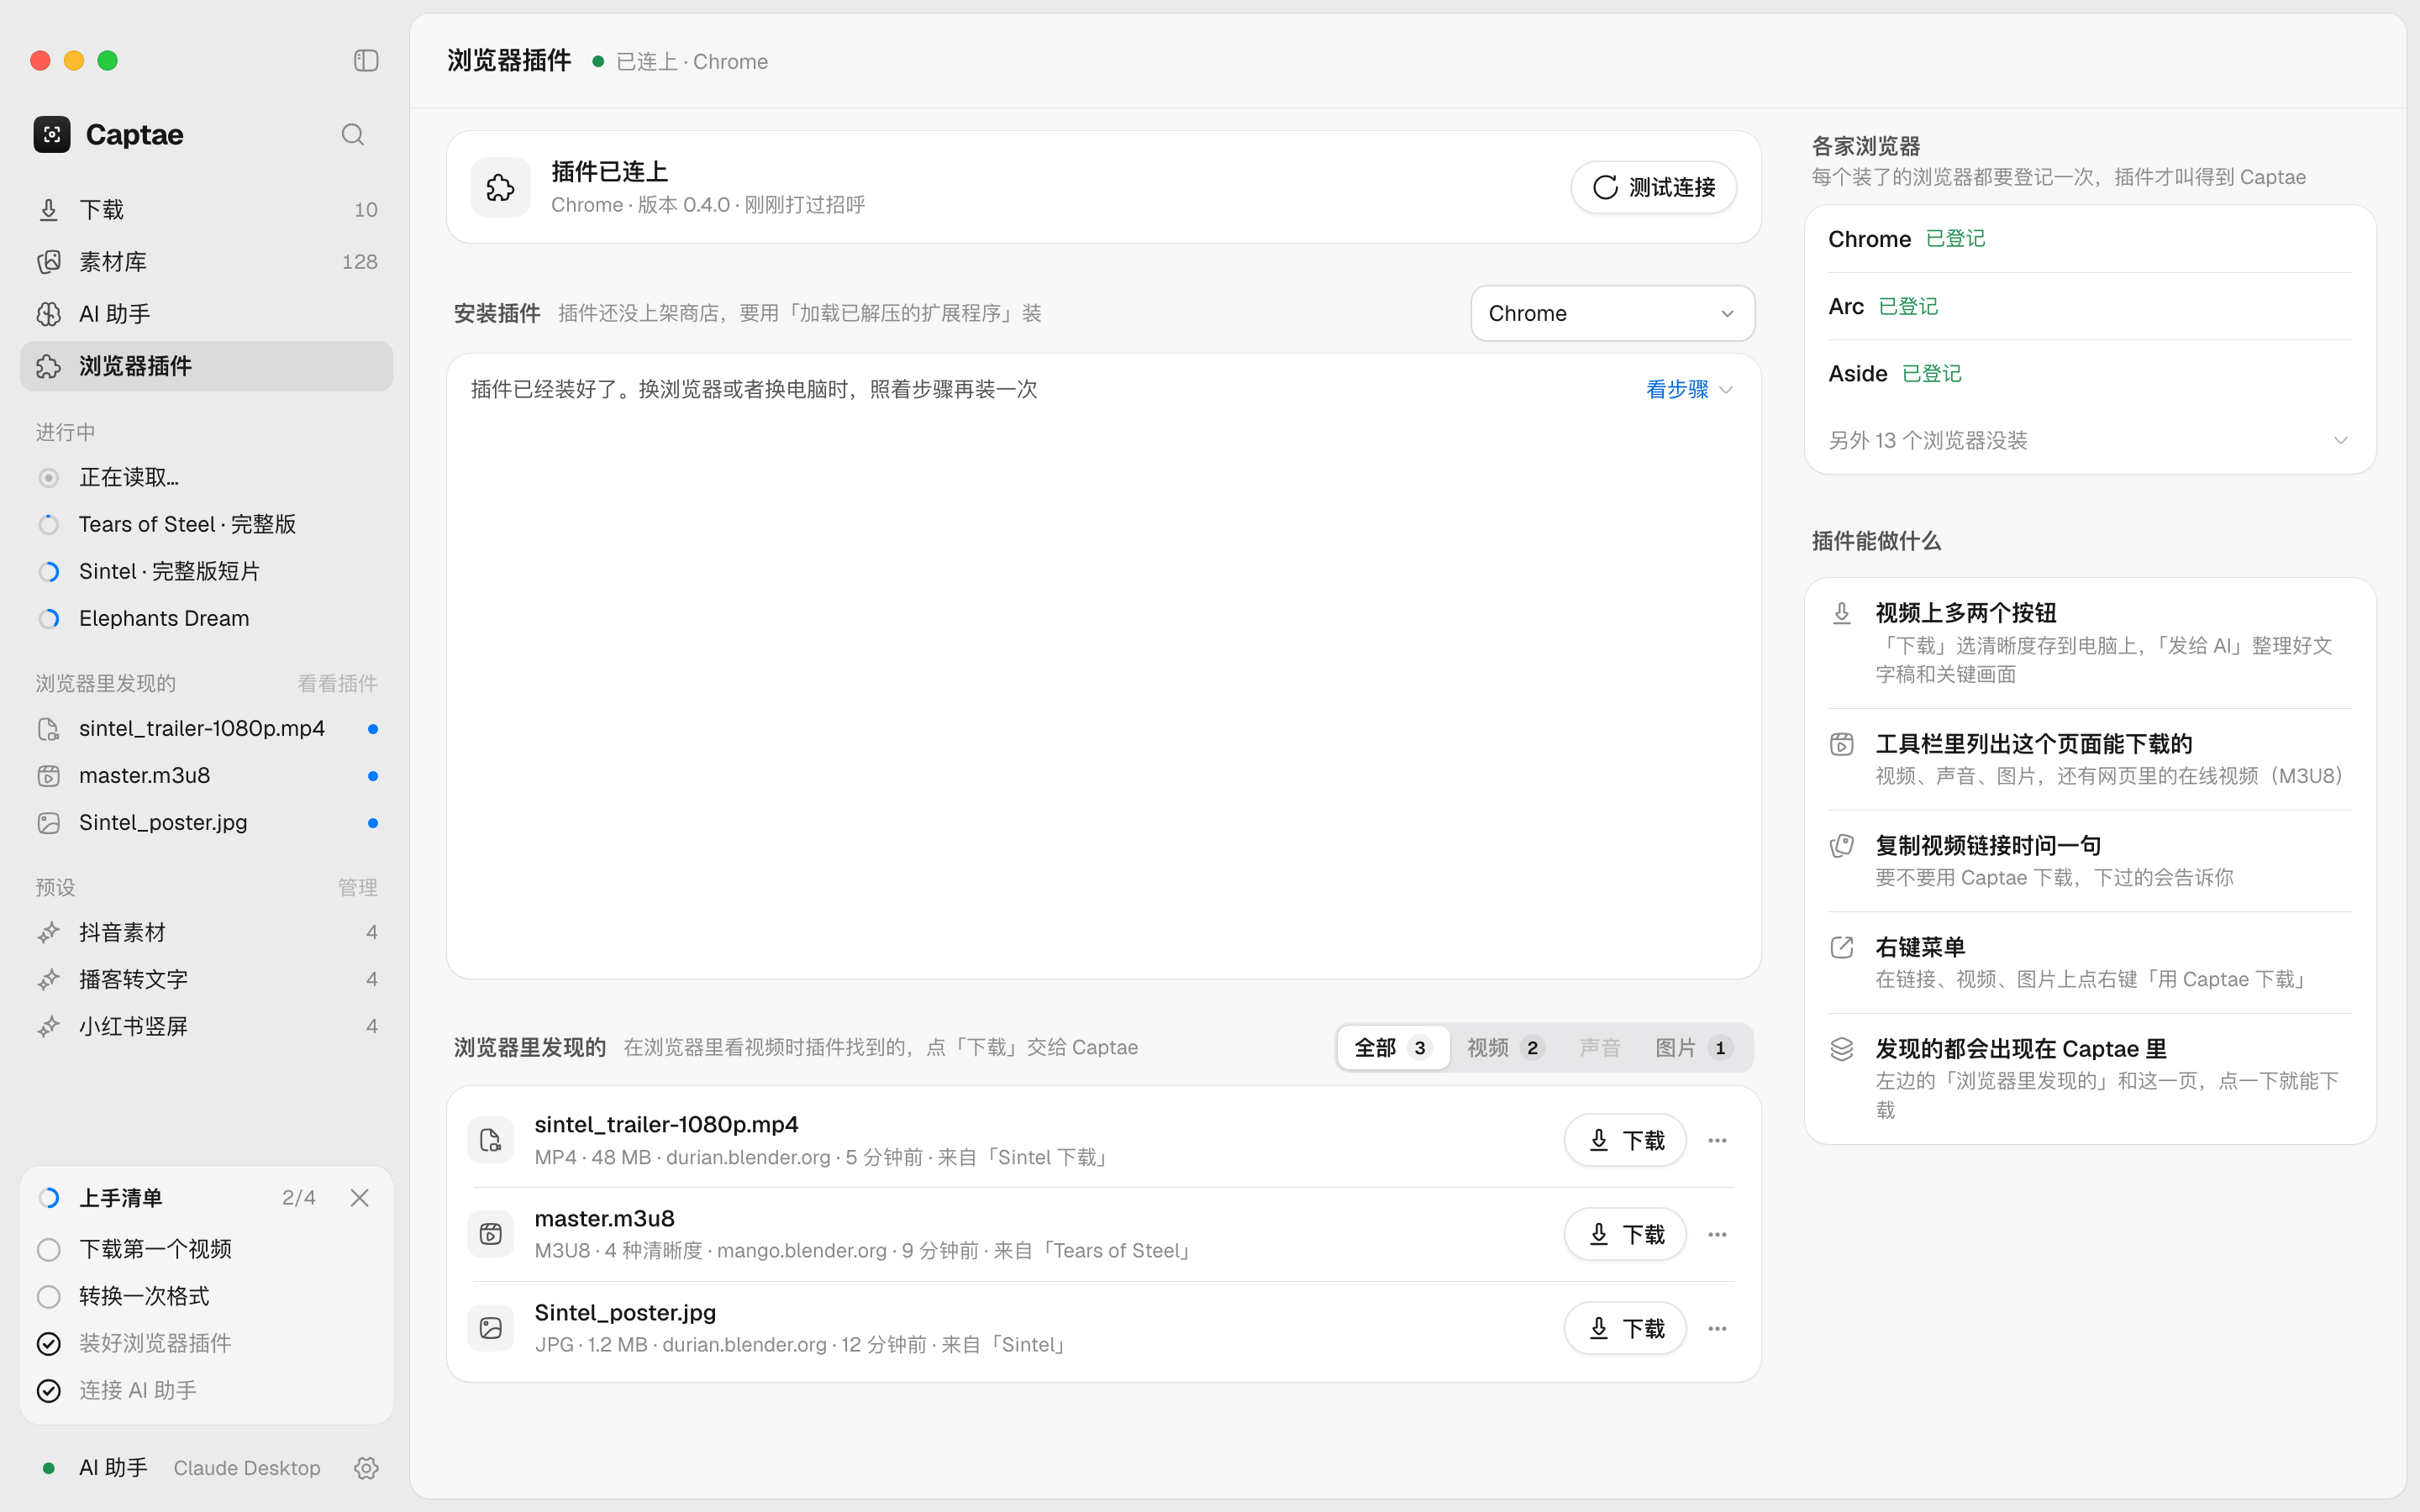 Captae
下载 10
素材库 128
AI 助手
浏览器插件
进行中
正在读取...
Tears of Steel · 完整版
Sintel · 完整版短片
Elephants Dream
浏览器里发现的 看看插件
sintel_trailer-1080p.mp4
master.m3u8
Sintel_poster.jpg
预设 管理
抖音素材 4
播客转文字 4
小红书竖屏 4
上手清单 2/4
下载第一个视频
转换一次格式
装好浏览器插件
连接 AI 助手
AI 助手 Claude Desktop
浏览器插件 已连上 · Chrome
插件已连上
Chrome · 版本 0.4.0 · 刚刚打过招呼
测试连接
安装插件 插件还没上架商店，要用「加载已解压的扩展程序」装
Chrome
插件已经装好了。换浏览器或者换电脑时，照着步骤再装一次
看步骤
浏览器里发现的 在浏览器里看视频时插件找到的，点「下载」交给 Captae
全部 3 视频 2 声音 图片 1
sintel_trailer-1080p.mp4
MP4 · 48 MB · durian.blender.org · 5 分钟前 · 来自「Sintel 下载」
下载
master.m3u8
M3U8 · 4 种清晰度 · mango.blender.org · 9 分钟前 · 来自「Tears of Steel」
下载
Sintel_poster.jpg
JPG · 1.2 MB · durian.blender.org · 12 分钟前 · 来自「Sintel」
下载
各家浏览器
每个装了的浏览器都要登记一次，插件才叫得到 Captae
Chrome 已登记
Arc 已登记
Aside 已登记
另外 13 个浏览器没装
插件能做什么
视频上多两个按钮
「下载」选清晰度存到电脑上，「发给 AI」整理好文
字稿和关键画面
工具栏里列出这个页面能下载的
视频、声音、图片，还有网页里的在线视频（M3U8）
复制视频链接时问一句
要不要用 Captae 下载，下过的会告诉你
右键菜单
在链接、视频、图片上点右键「用 Captae 下载」
发现的都会出现在 Captae 里
左边的「浏览器里发现的」和这一页，点一下就能下
载